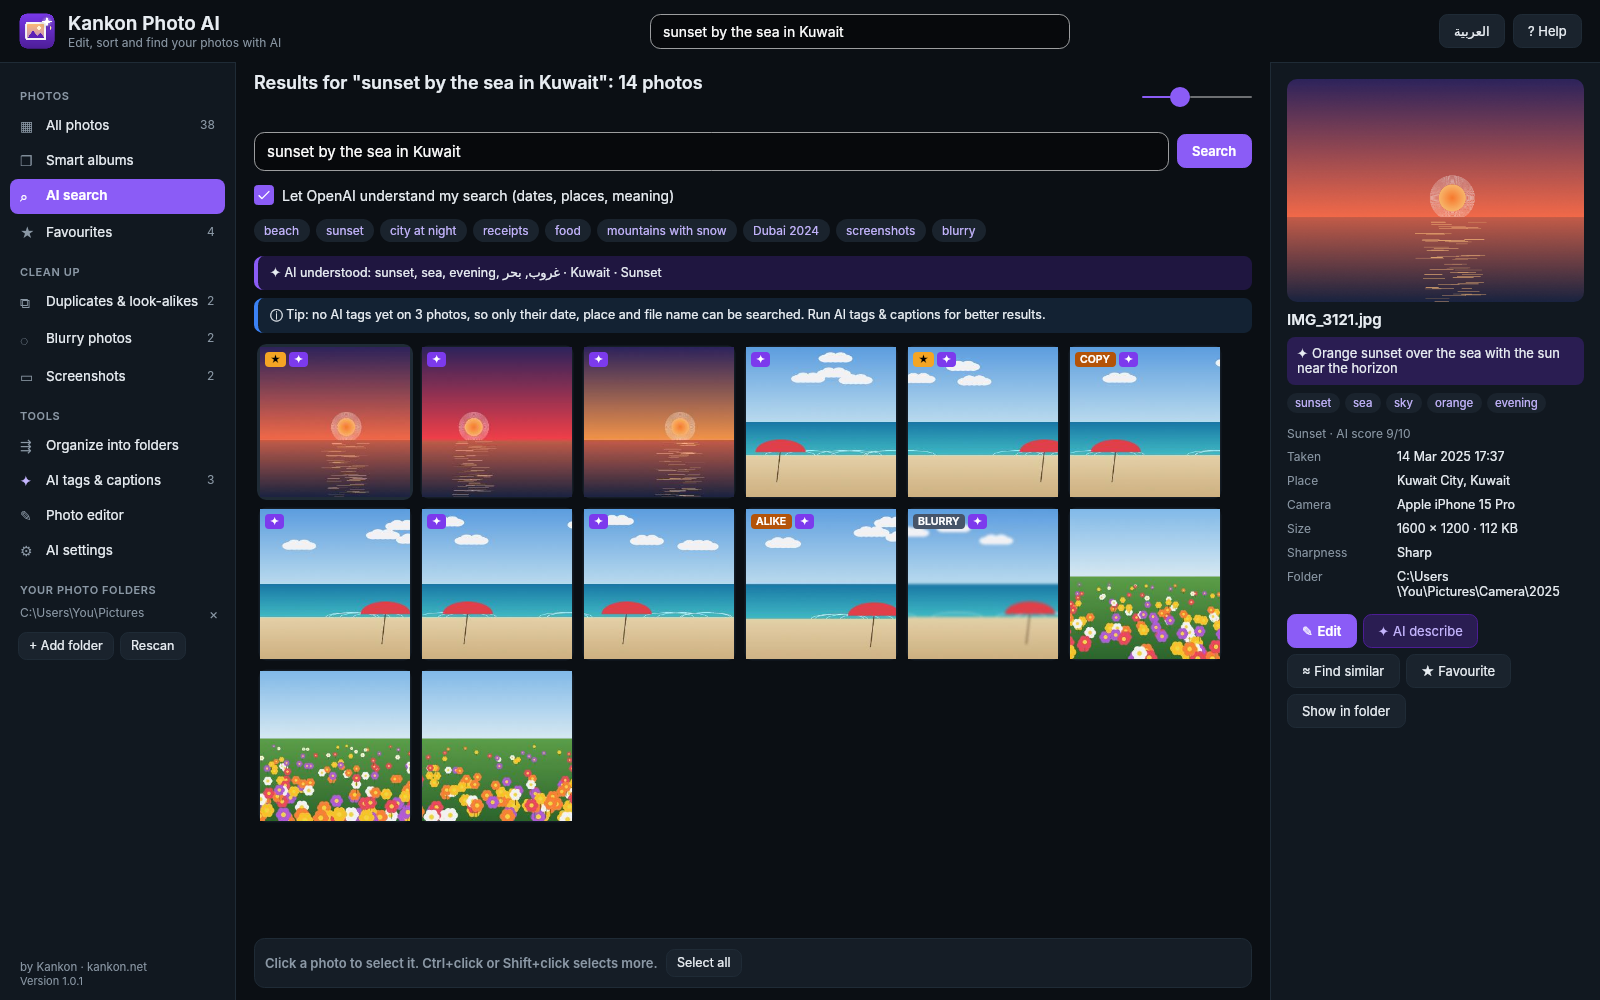 Kankon Photo AI
Edit, sort and find your photos with AI
sunset by the sea in Kuwait
العربية
? Help
PHOTOS
All photos 38
Smart albums
AI search
Favourites 4
CLEAN UP
Duplicates & look-alikes 2
Blurry photos 2
Screenshots 2
TOOLS
Organize into folders
AI tags & captions 3
Photo editor
AI settings
YOUR PHOTO FOLDERS
C:\Users\You\Pictures ×
+ Add folder Rescan
by Kankon · kankon.net
Version 1.0.1
Results for "sunset by the sea in Kuwait": 14 photos
sunset by the sea in Kuwait Search
Let OpenAI understand my search (dates, places, meaning)
beach sunset city at night receipts food mountains with snow Dubai 2024 screenshots blurry
✦ AI understood: sunset, sea, evening, غروب, بحر · Kuwait · Sunset
ⓘ Tip: no AI tags yet on 3 photos, so only their date, place and file name can be searched. Run AI tags & captions for better results.
COPY
ALIKE
BLURRY
Click a photo to select it. Ctrl+click or Shift+click selects more. Select all
IMG_3121.jpg
✦ Orange sunset over the sea with the sun
near the horizon
sunset sea sky orange evening
Sunset · AI score 9/10
Taken 14 Mar 2025 17:37
Place Kuwait City, Kuwait
Camera Apple iPhone 15 Pro
Size 1600 × 1200 · 112 KB
Sharpness Sharp
Folder C:\Users
\You\Pictures\Camera\2025
✎ Edit ✦ AI describe
≈ Find similar ★ Favourite
Show in folder